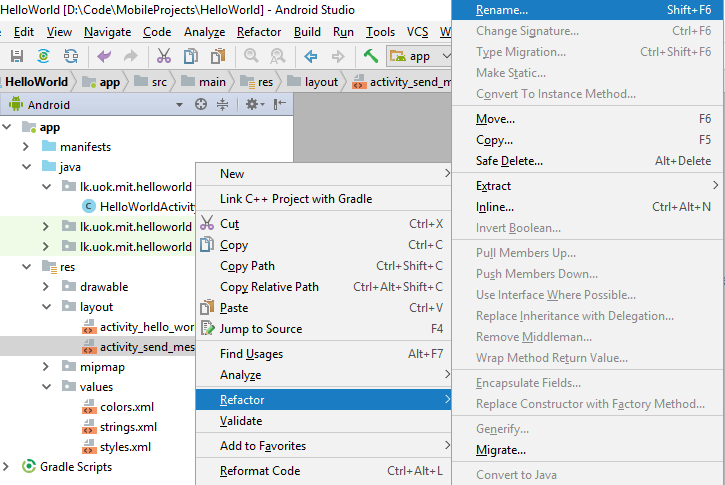 HelloWorld [D:\Code\MobileProjects\HelloWorld] - Android Studio
File Edit View Navigate Code Analyze Refactor Build Run Tools VCS
app
HelloWorld app src main res layout activity_send_m
Android
app
manifests
java
lk.uok.mit.helloworld
HelloWorldActivity
lk.uok.mit.helloworld
lk.uok.mit.helloworld
res
drawable
layout
activity_hello_wor
activity_send_mes
mipmap
values
colors.xml
strings.xml
styles.xml
Gradle Scripts
New
Link C++ Project with Gradle
Cut Ctrl+X
Copy Ctrl+C
Copy Path Ctrl+Shift+C
Copy Relative Path Ctrl+Alt+Shift+C
Paste Ctrl+V
Jump to Source F4
Find Usages Alt+F7
Analyze
Refactor
Validate
Add to Favorites
Reformat Code Ctrl+Alt+L
Rename... Shift+F6
Change Signature... Ctrl+F6
Type Migration... Ctrl+Shift+F6
Make Static...
Convert To Instance Method...
Move... F6
Copy... F5
Safe Delete... Alt+Delete
Extract
Inline... Ctrl+Alt+N
Invert Boolean...
Pull Members Up...
Push Members Down...
Use Interface Where Possible...
Replace Inheritance with Delegation...
Remove Middleman...
Wrap Method Return Value...
Encapsulate Fields...
Replace Constructor with Factory Method...
Generify...
Migrate...
Convert to Java